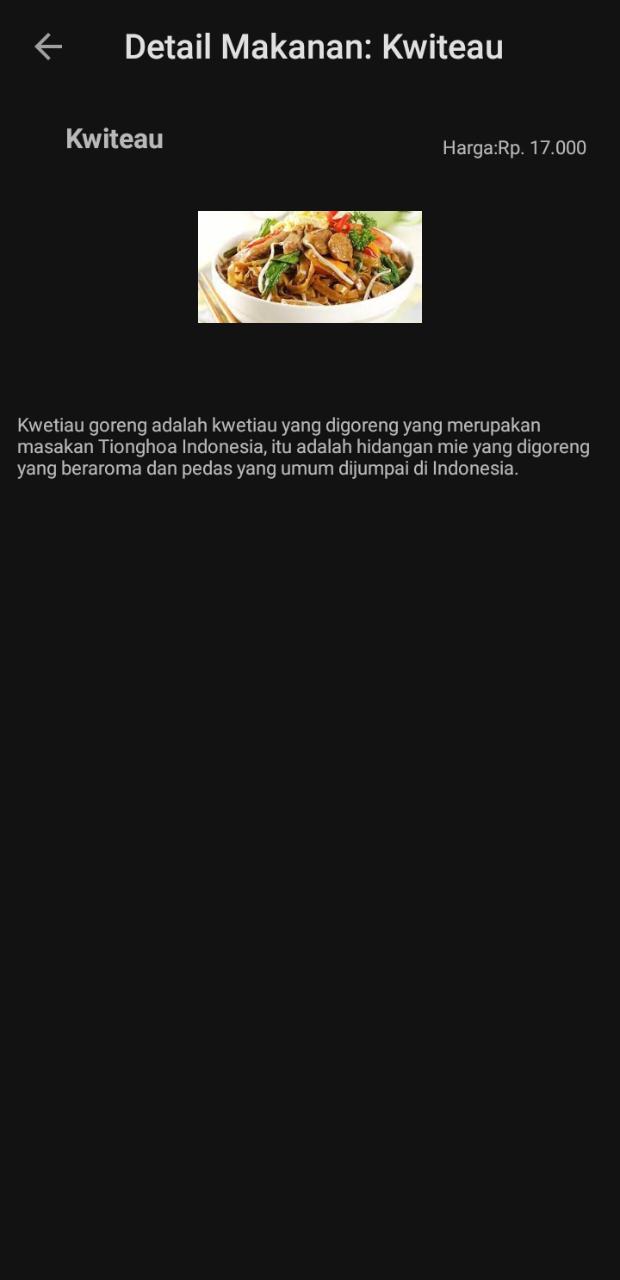 Detail Makanan: Kwiteau
Kwiteau
Harga:Rp. 17.000
Kwetiau goreng adalah kwetiau yang digoreng yang merupakan
masakan Tionghoa Indonesia, itu adalah hidangan mie yang digoreng
yang beraroma dan pedas yang umum dijumpai di Indonesia.